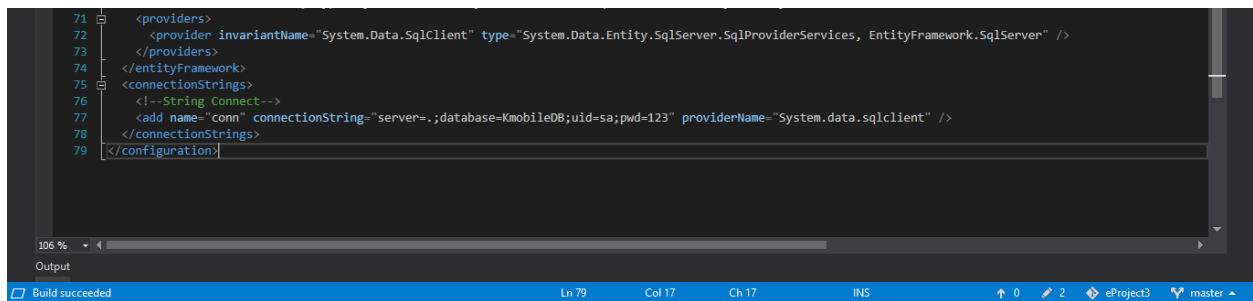 71 <providers>
72 <provider invariantName="System.Data.SqlClient" type="System.Data.Entity.SqlServer.SqlProviderServices, EntityFramework.SqlServer" />
73 </providers>
74 </entityFramework>
75 <connectionStrings>
76 <!--String Connect-->
77 <add name="conn" connectionString="server=.;database=KmobileDB;uid=sa;pwd=123" providerName="System.data.sqlclient" />
78 </connectionStrings>
79 </configuration>
106 %
Output
Build succeeded Ln 79 Col 17 Ch 17 INS 0 2 eProject3 master